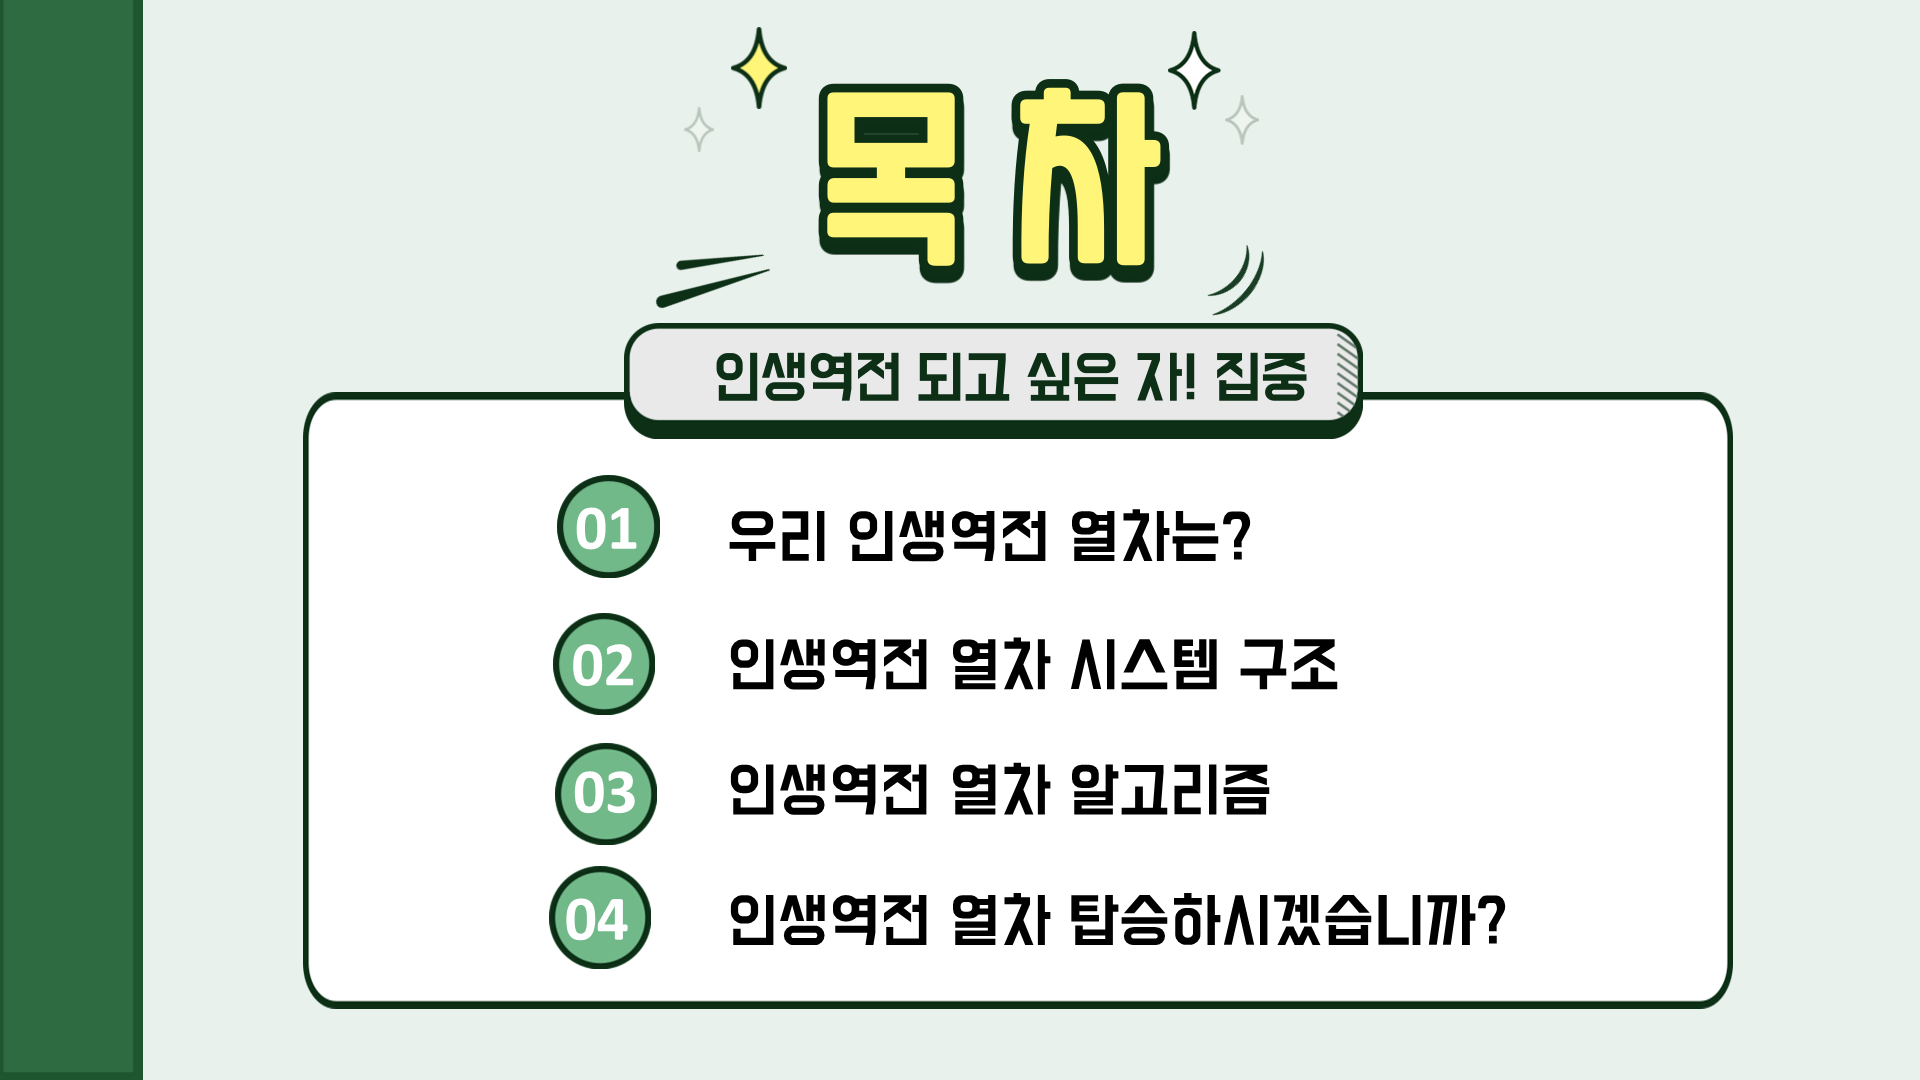 목 차
인생역전 되고 싶은 자! 집중
01 우리 인생역전 열차는?
02 인생역전 열차 시스템 구조
03 인생역전 열차 알고리즘
04 인생역전 열차 탑승하시겠습니까?